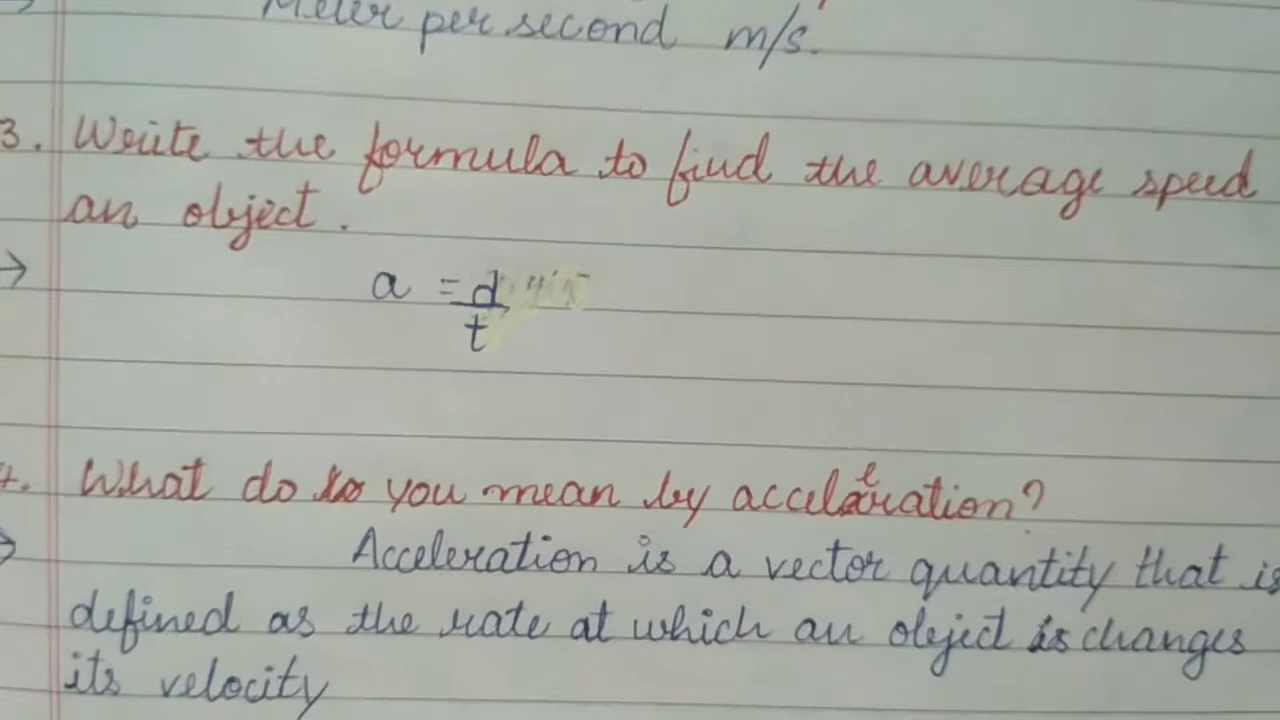 Meter per second m/s.
3. Write the formula to find the average speed
an object.
→
a = d
t
4. What do you mean by acceleration?
→ Acceleration is a vector quantity that is
defined as the rate at which an object is changes
its velocity